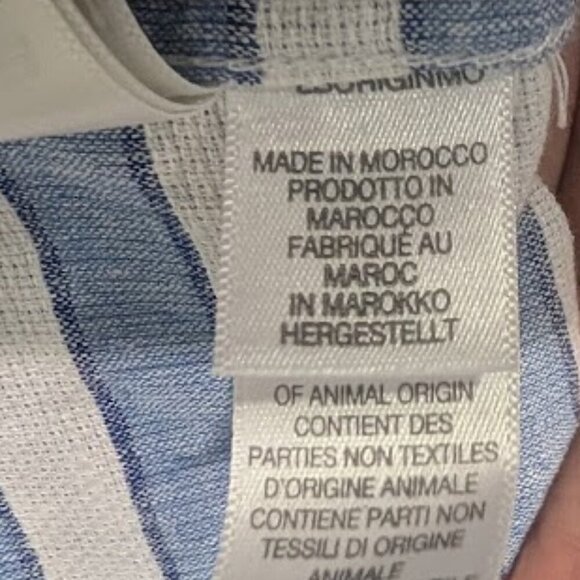 MADE IN MOROCCO
PRODOTTO IN
MAROCCO
FABRIQUÉ AU
MAROC
IN MAROKKO
HERGESTELLT
OF ANIMAL ORIGIN
CONTIENT DES
PARTIES NON TEXTILES
D'ORIGINE ANIMALE
CONTIENE PARTI NON
TESSILI DI ORIGINE
ANIMALE